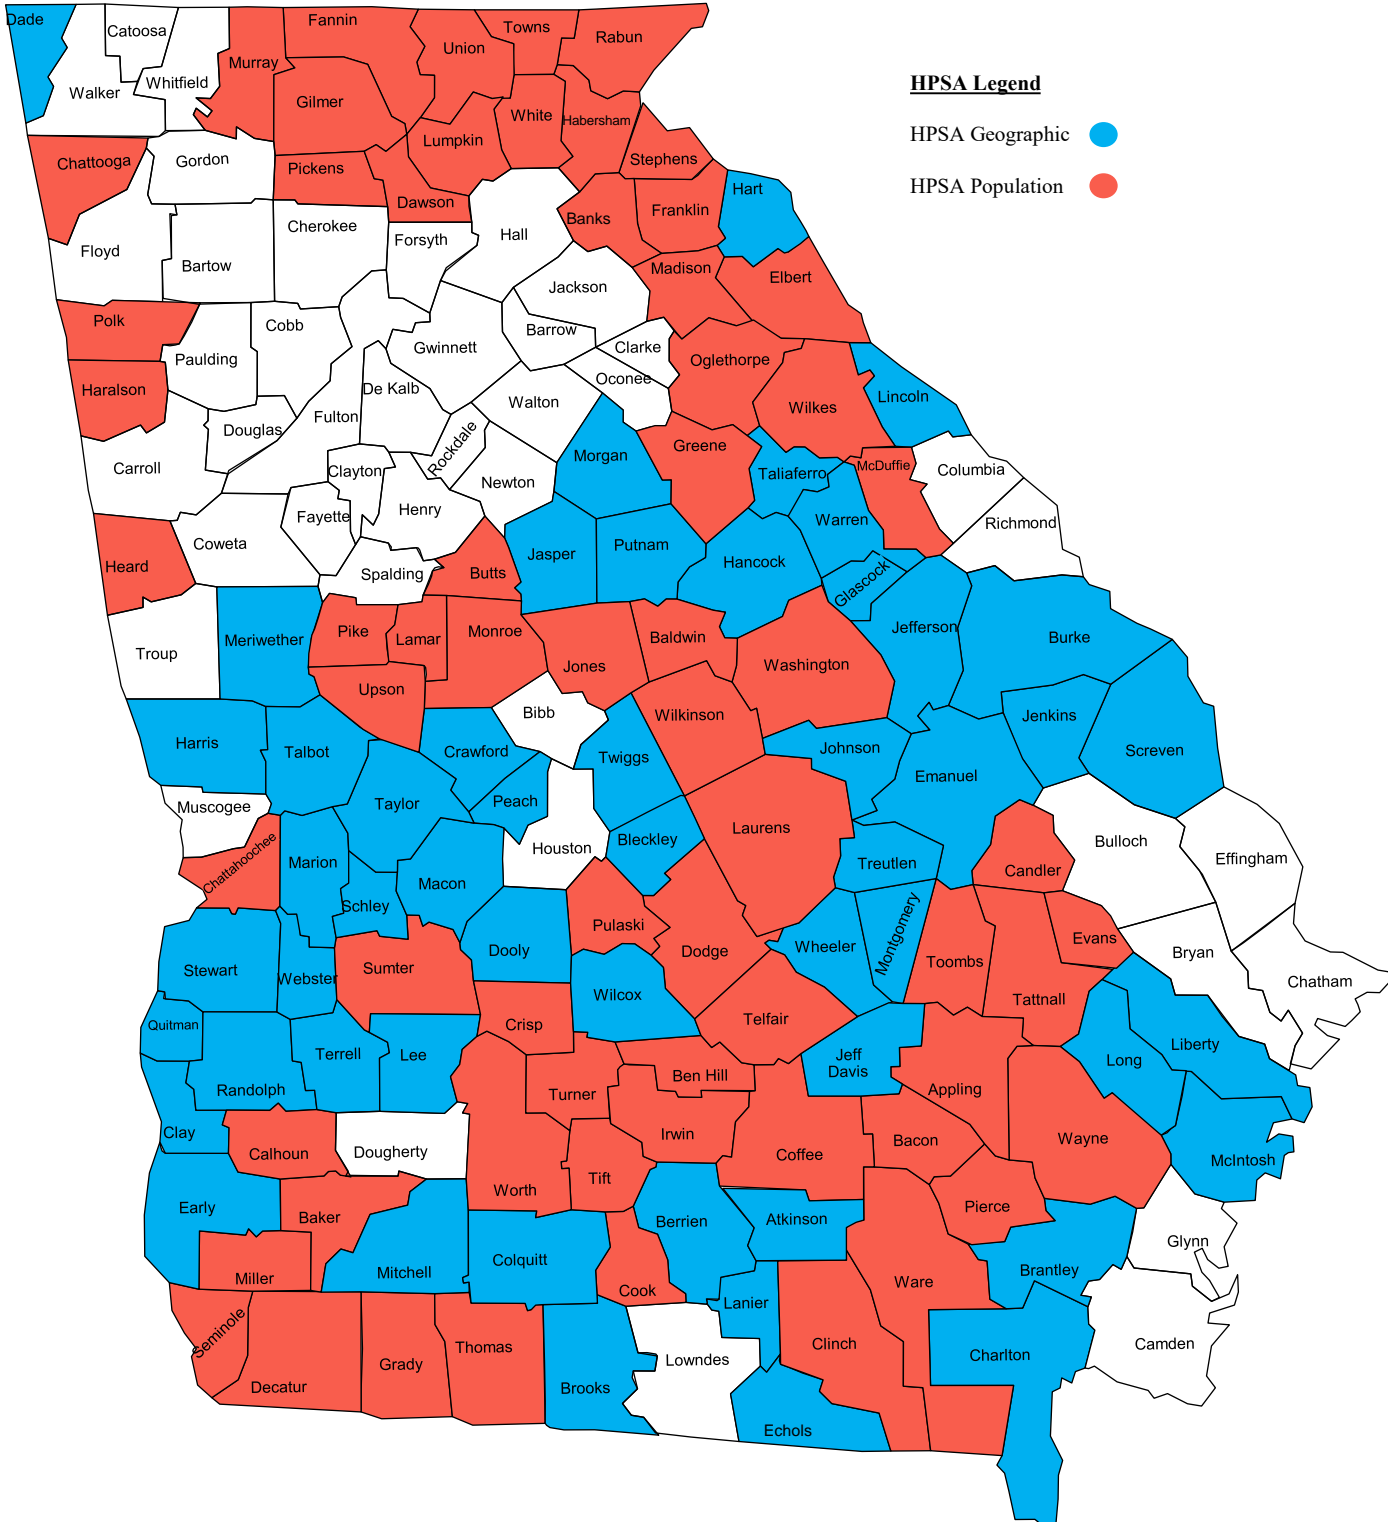 Dade
Catoosa
Fannin
Towns
Union
Rabun
Murray
Whitfield
Walker
Gilmer
White
Habersham
Lumpkin
Chattooga
Gordon
Pickens
Stephens
Dawson
Hart
Banks
Franklin
Cherokee
Forsyth
Hall
Floyd
Bartow
Madison
Elbert
Jackson
Polk
Cobb
Barrow
Clarke
Paulding
Gwinnett
Oglethorpe
Oconee
Haralson
De Kalb
Walton
Wilkes
Lincoln
Fulton
Douglas
Rockdale
Greene
Morgan
Carroll
Clayton
Newton
Taliaferro
McDuffie
Columbia
Fayette
Henry
Warren
Richmond
Coweta
Putnam
Jasper
Hancock
Heard
Spalding
Butts
Glascock
Meriwether
Pike
Lamar
Monroe
Baldwin
Jefferson
Burke
Troup
Jones
Washington
Upson
Bibb
Wilkinson
Jenkins
Harris
Talbot
Crawford
Twiggs
Johnson
Screven
Emanuel
Muscogee
Taylor
Peach
Laurens
Bleckley
Houston
Bulloch
Chattahoochee
Marion
Treutlen
Candler
Effingham
Macon
Schley
Pulaski
Montgomery
Dooly
Dodge
Wheeler
Evans
Bryan
Stewart
Webster
Sumter
Toombs
Chatham
Wilcox
Tattnall
Quitman
Crisp
Telfair
Terrell
Lee
Jeff
Davis
Liberty
Long
Randolph
Ben Hill
Turner
Appling
Clay
Irwin
Bacon
Wayne
Calhoun
Dougherty
Coffee
McIntosh
Worth
Tift
Early
Baker
Berrien
Atkinson
Pierce
Glynn
Mitchell
Colquitt
Miller
Cook
Ware
Brantley
Lanier
Seminole
Thomas
Clinch
Camden
Grady
Lowndes
Charlton
Decatur
Brooks
Echols
HPSA Legend
HPSA Geographic
HPSA Population